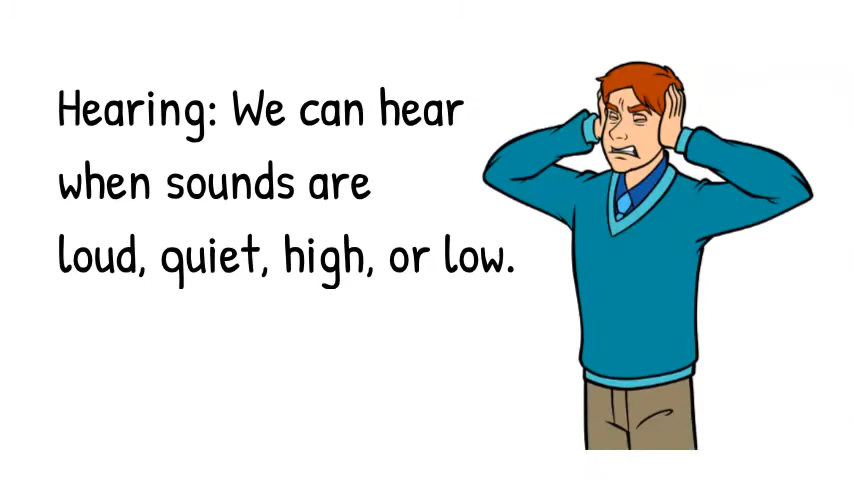 Hearing: We can hear
when sounds are
loud, quiet, high, or low.